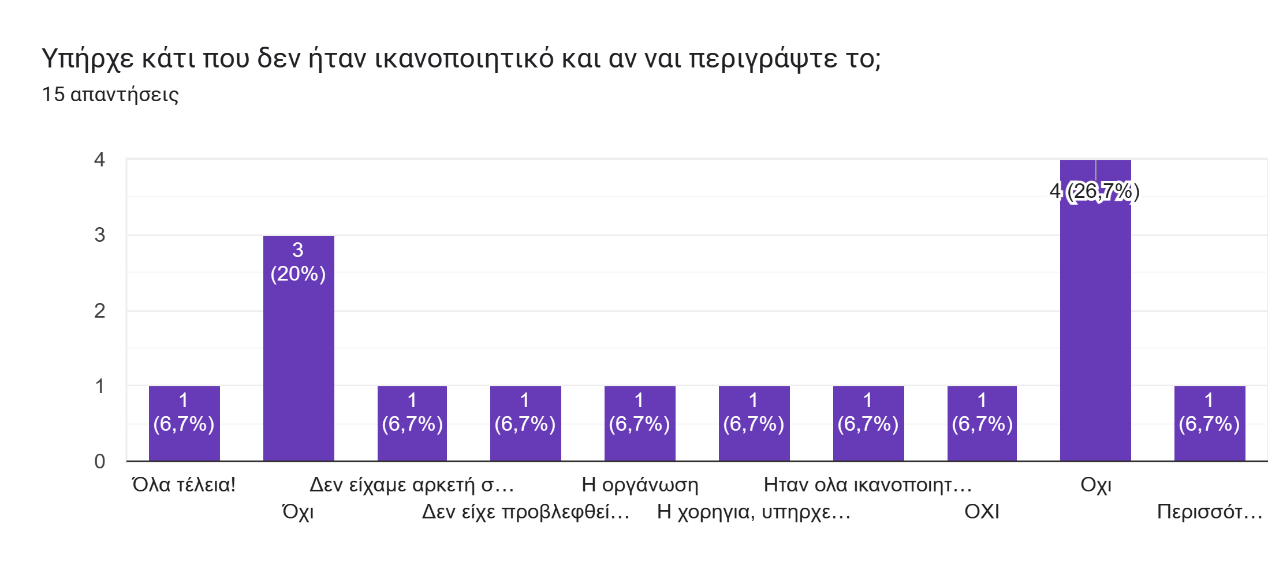 Υπήρχε κάτι που δεν ήταν ικανοποιητικό και αν ναι περιγράψτε το;
15 απαντήσεις
4
3
2
1
0
1
(6,7%)
3
(20%)
1
(6,7%)
1
(6,7%)
1
(6,7%)
1
(6,7%)
1
(6,7%)
1
(6,7%)
4 (26,7%)
1
(6,7%)
Όλα τέλεια!
Όχι
Δεν είχαμε αρκετή σ…
Δεν είχε προβλεφθεί…
Η οργάνωση
Η χορηγια, υπηρχε…
Ηταν ολα ικανοποιητ…
ΟΧΙ
Οχι
Περισσότ…